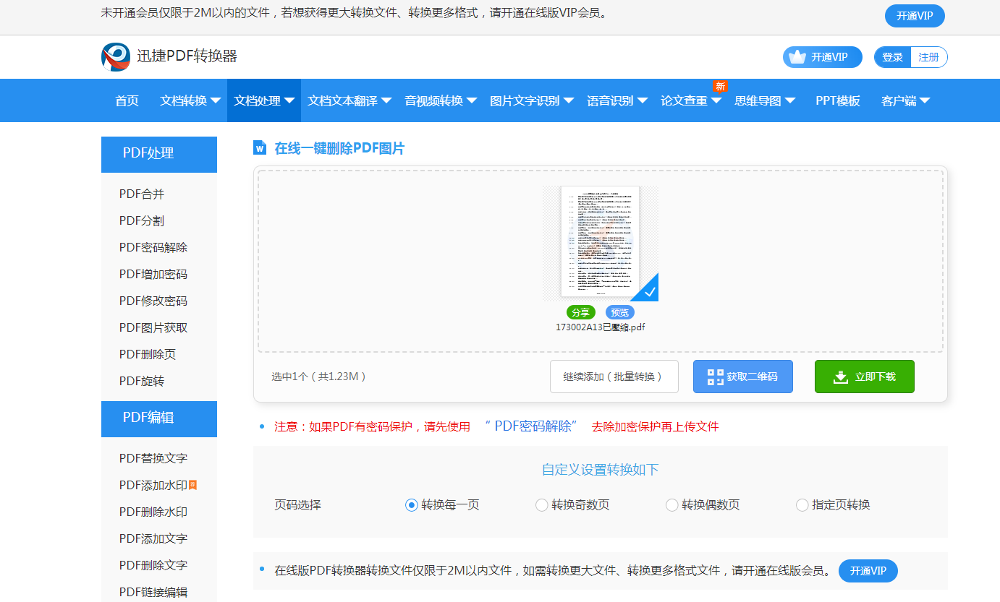 未开通会员仅限于2M以内的文件，若想获得更大转换文件、转换更多格式，请开通在线版VIP会员。
开通VIP
迅捷PDF转换器
开通VIP
登录 注册
新
首页 文档转换 文档处理 文档文本翻译 音视频转换 图片文字识别 语音识别 论文查重 思维导图 PPT模板 客户端
PDF处理
PDF合并
PDF分割
PDF密码解除
PDF增加密码
PDF修改密码
PDF图片获取
PDF删除页
PDF旋转
PDF编辑
PDF替换文字
PDF添加水印
PDF删除水印
PDF添加文字
PDF删除文字
PDF链接编辑
W 在线一键删除PDF图片
分享 预览
173002A13已壓缩.pdf
选中1个（共1.23M）
继续添加（批量转换）
获取二维码
立即下载
注意：如果PDF有密码保护，请先使用 “ PDF密码解除” 去除加密保护再上传文件
自定义设置转换如下
页码选择 转换每一页 转换奇数页 转换偶数页 指定页转换
在线版PDF转换器转换文件仅限于2M以内文件，如需转换更大文件、转换更多格式文件，请开通在线版会员。 开通VIP